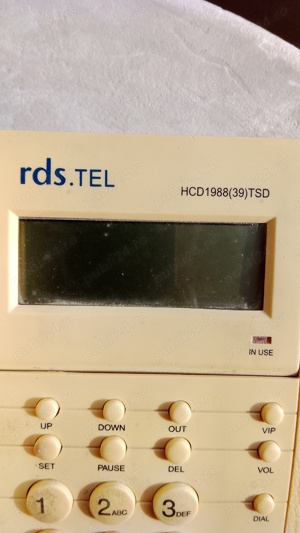 rds.TEL
HCD1988(39)TSD
IN USE
UP DOWN OUT VIP
SET PAUSE DEL VOL
1 2ABC 3DEF DIAL